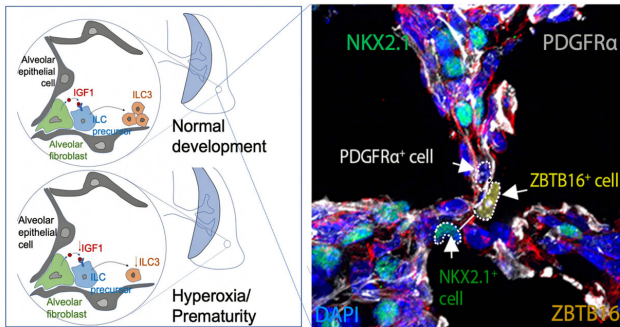 Alveolar
epithelial
cell
IGF1
ILC3
ILC
precursor
Alveolar
fibroblast
Normal
development
Alveolar
epithelial
cell
↓IGF1
↓ILC3
ILC
precursor
Alveolar
fibroblast
Hyperoxia/
Prematurity
NKX2.1
PDGFRα
PDGFRα⁺ cell
ZBTB16⁺ cell
NKX2.1⁺
cell
DAPI
ZBTB16